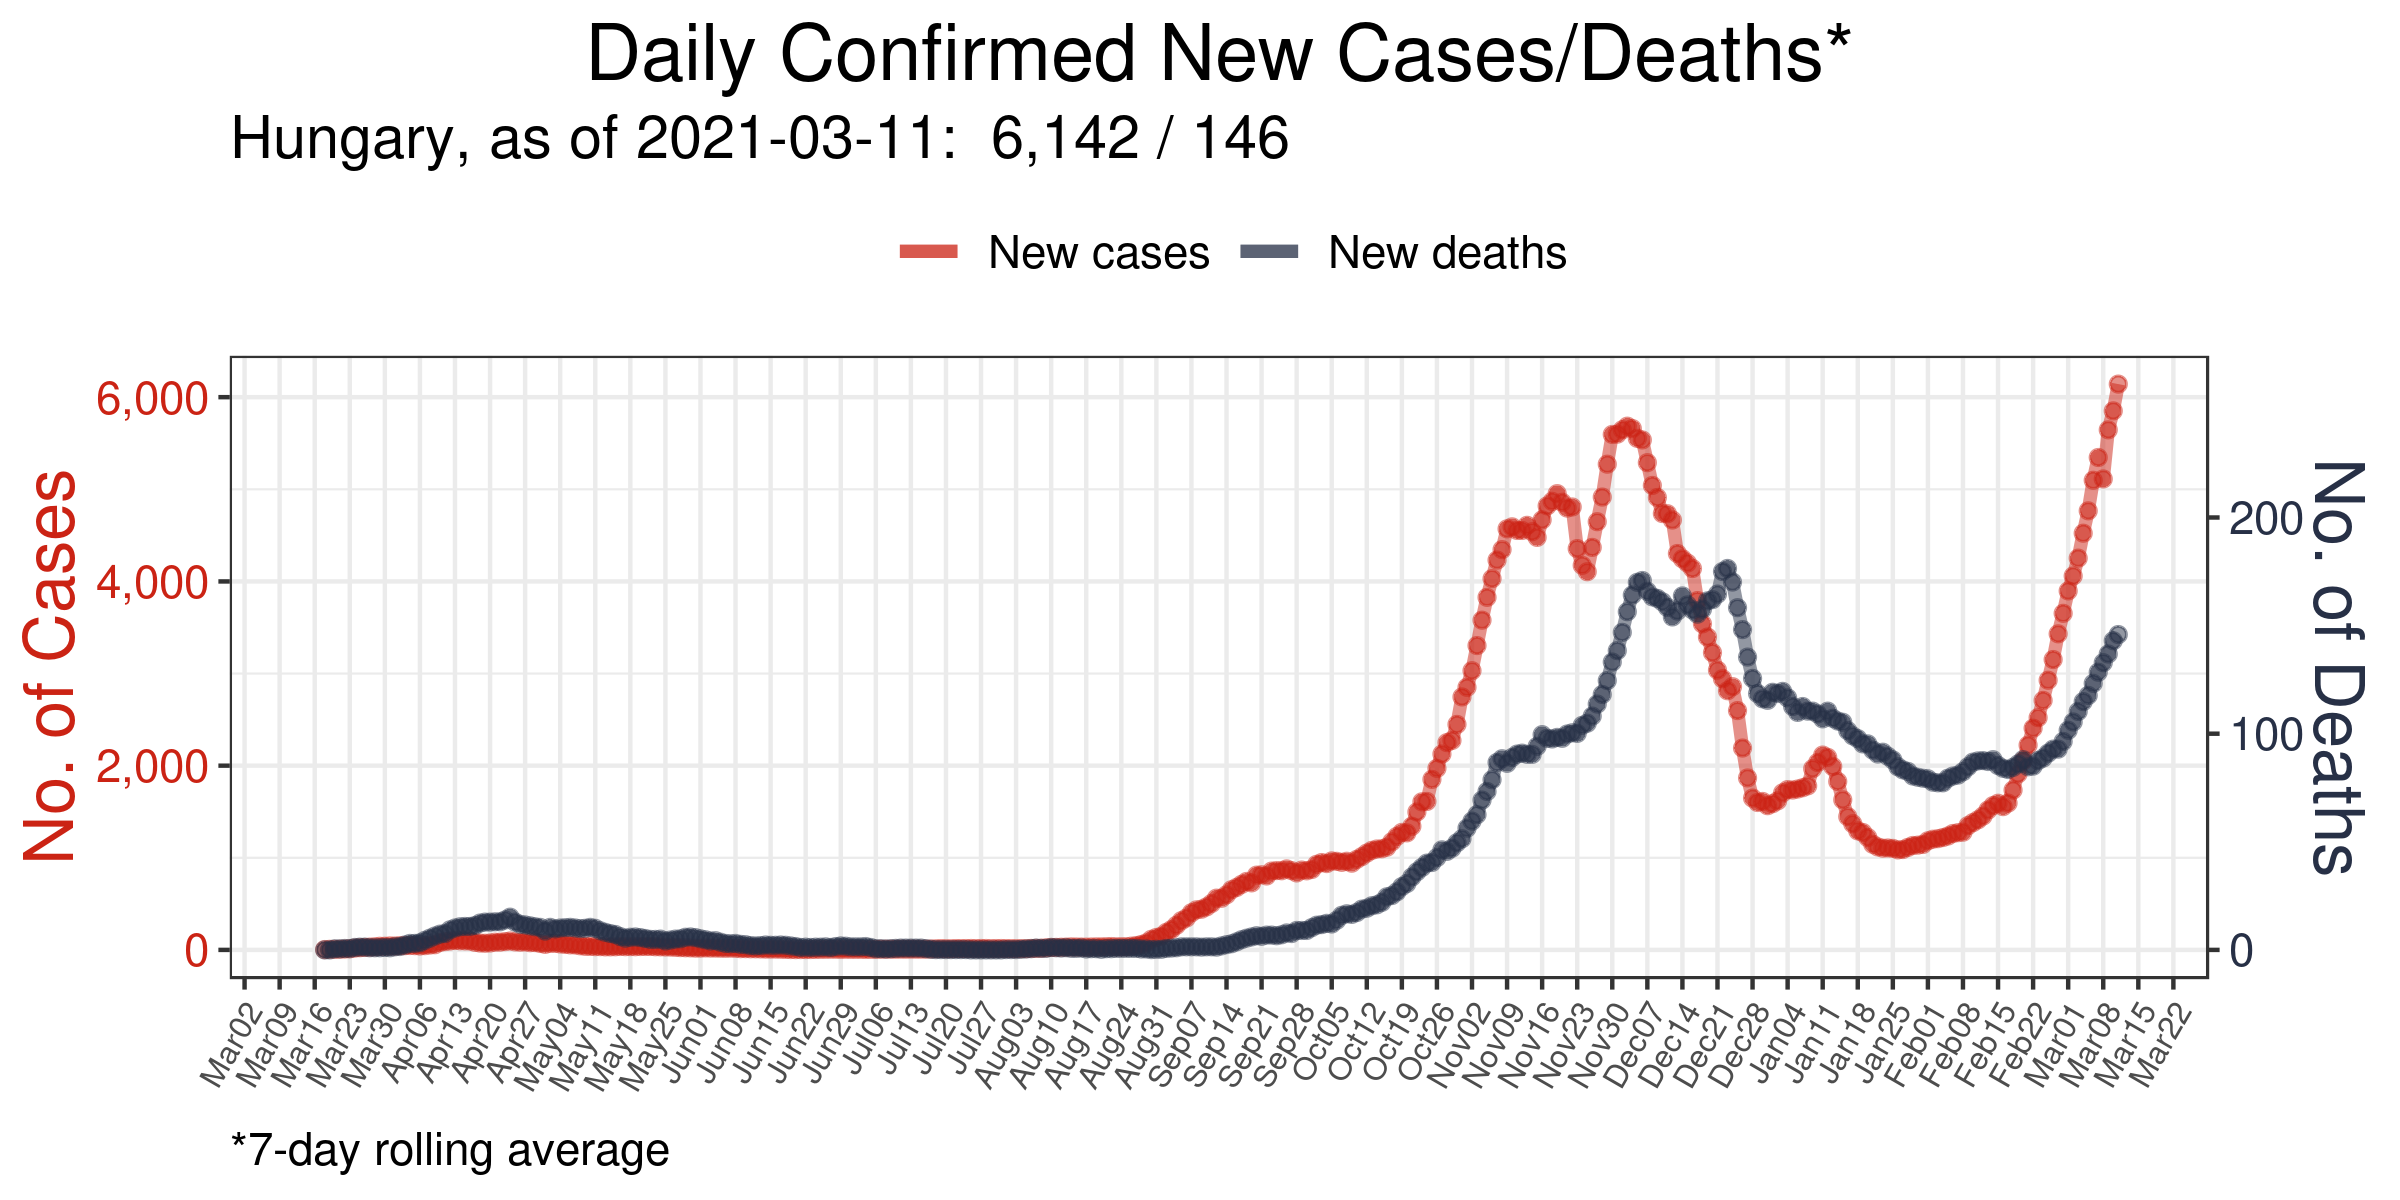 Daily Confirmed New Cases/Deaths*
Hungary, as of 2021-03-11:  6,142 / 146
New cases
New deaths
No. of Cases
6,000
4,000
2,000
0
No. of Deaths
200
100
0
Mar02
Mar09
Mar16
Mar23
Mar30
Apr06
Apr13
Apr20
Apr27
May04
May11
May18
May25
Jun01
Jun08
Jun15
Jun22
Jun29
Jul06
Jul13
Jul20
Jul27
Aug03
Aug10
Aug17
Aug24
Aug31
Sep07
Sep14
Sep21
Sep28
Oct05
Oct12
Oct19
Oct26
Nov02
Nov09
Nov16
Nov23
Nov30
Dec07
Dec14
Dec21
Dec28
Jan04
Jan11
Jan18
Jan25
Feb01
Feb08
Feb15
Feb22
Mar01
Mar08
Mar15
Mar22
*7-day rolling average